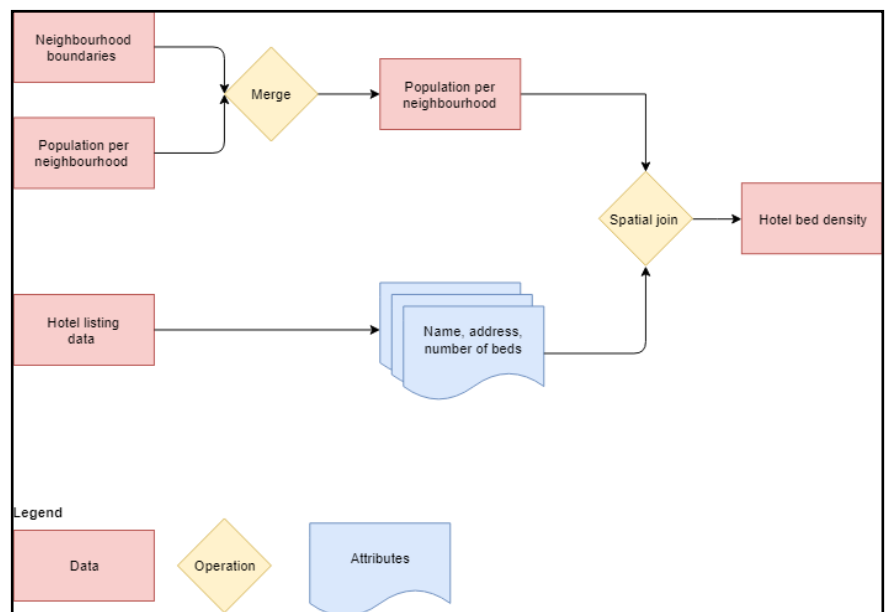 Neighbourhood
boundaries
Merge
Population per
neighbourhood
Population per
neighbourhood
Spatial join
Hotel bed density
Hotel listing
data
Name, address,
number of beds
Legend
Data
Operation
Attributes